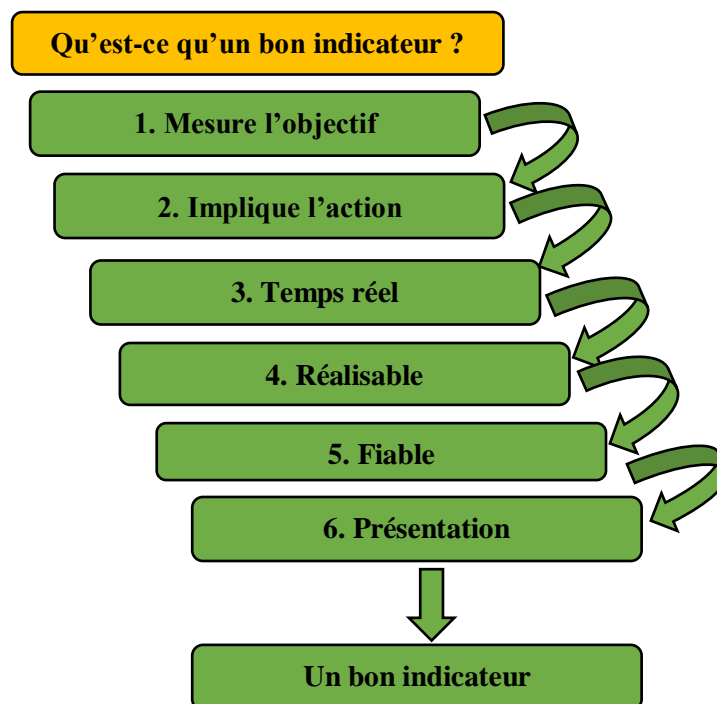 Qu’est-ce qu’un bon indicateur ?
1. Mesure l’objectif
2. Implique l’action
3. Temps réel
4. Réalisable
5. Fiable
6. Présentation
Un bon indicateur